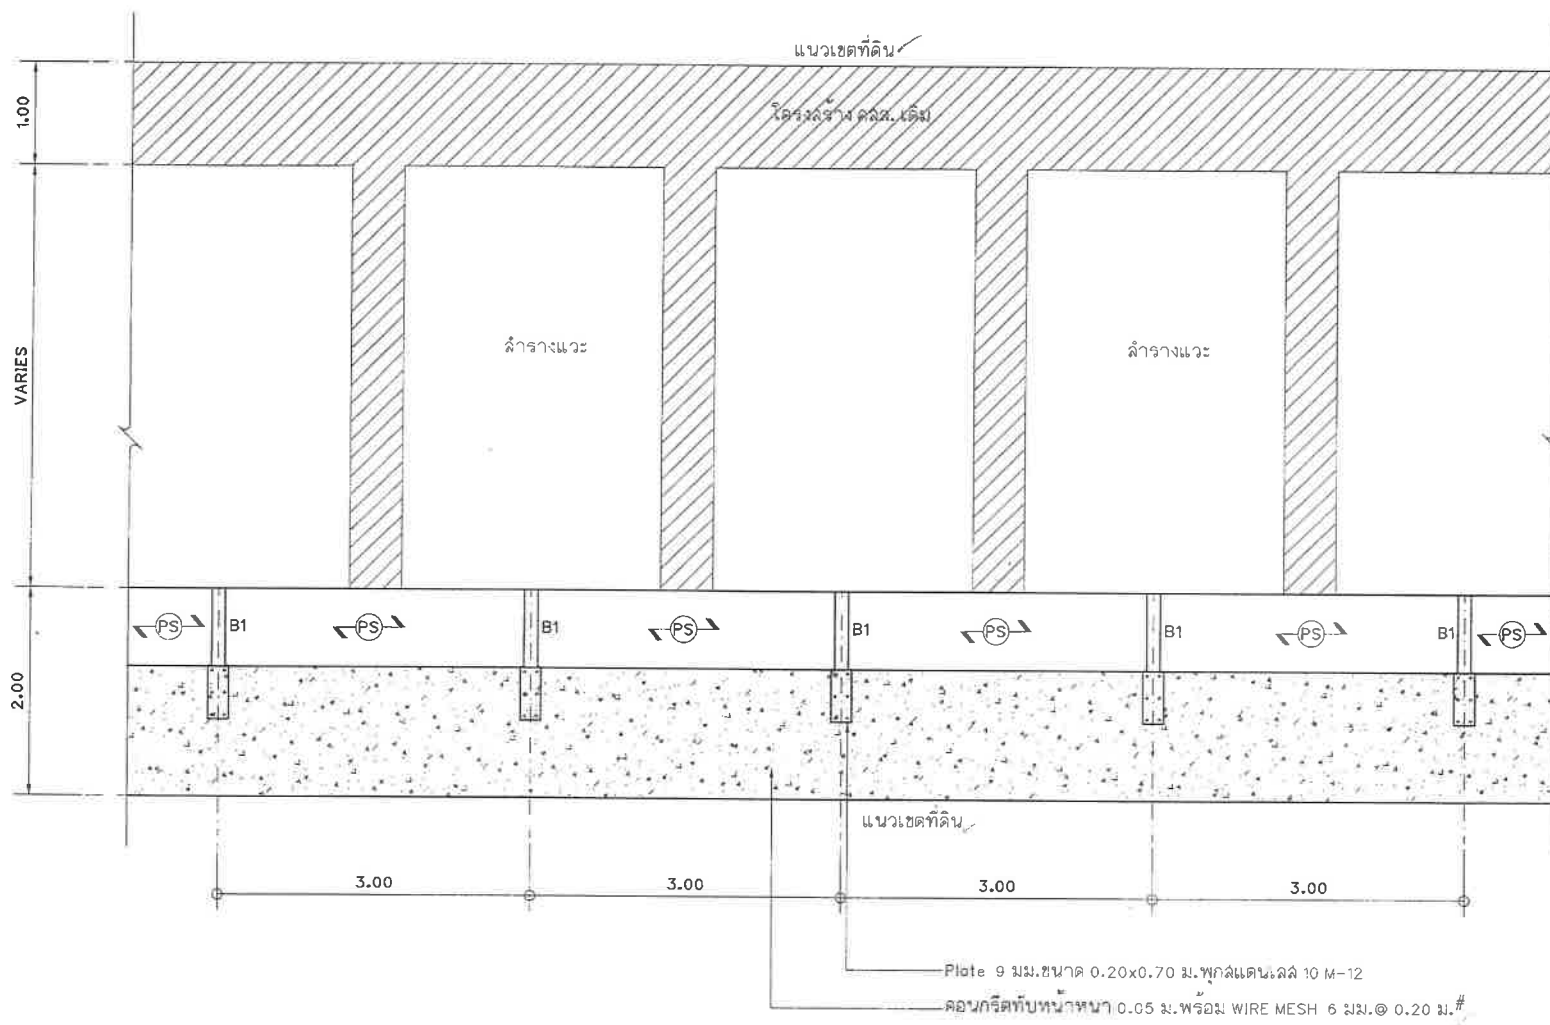 แนวเขตที่ดิน
1.00
โครงสร้าง คสล. เดิม
ลำรางแวะ
ลำรางแวะ
VARIES
PS B1 PS B1 PS B1 PS B1 PS B1 PS
2.00
แนวเขตที่ดิน
3.00 3.00 3.00 3.00
Plate 9 มม.ขนาด 0.20x0.70 ม.พุกสแตนเลส 10 M-12
คอนกรีตทับหน้าหนา 0.05 ม.พร้อม WIRE MESH 6 มม.@ 0.20 ม.#